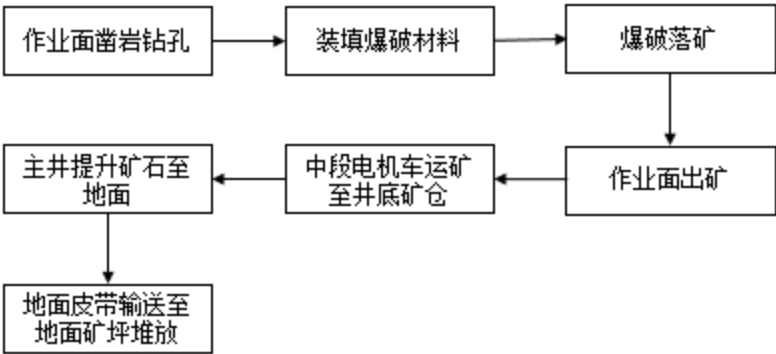 作业面凿岩钻孔
装填爆破材料
爆破落矿
作业面出矿
中段电机车运矿
至井底矿仓
主井提升矿石至
地面
地面皮带输送至
地面矿坪堆放